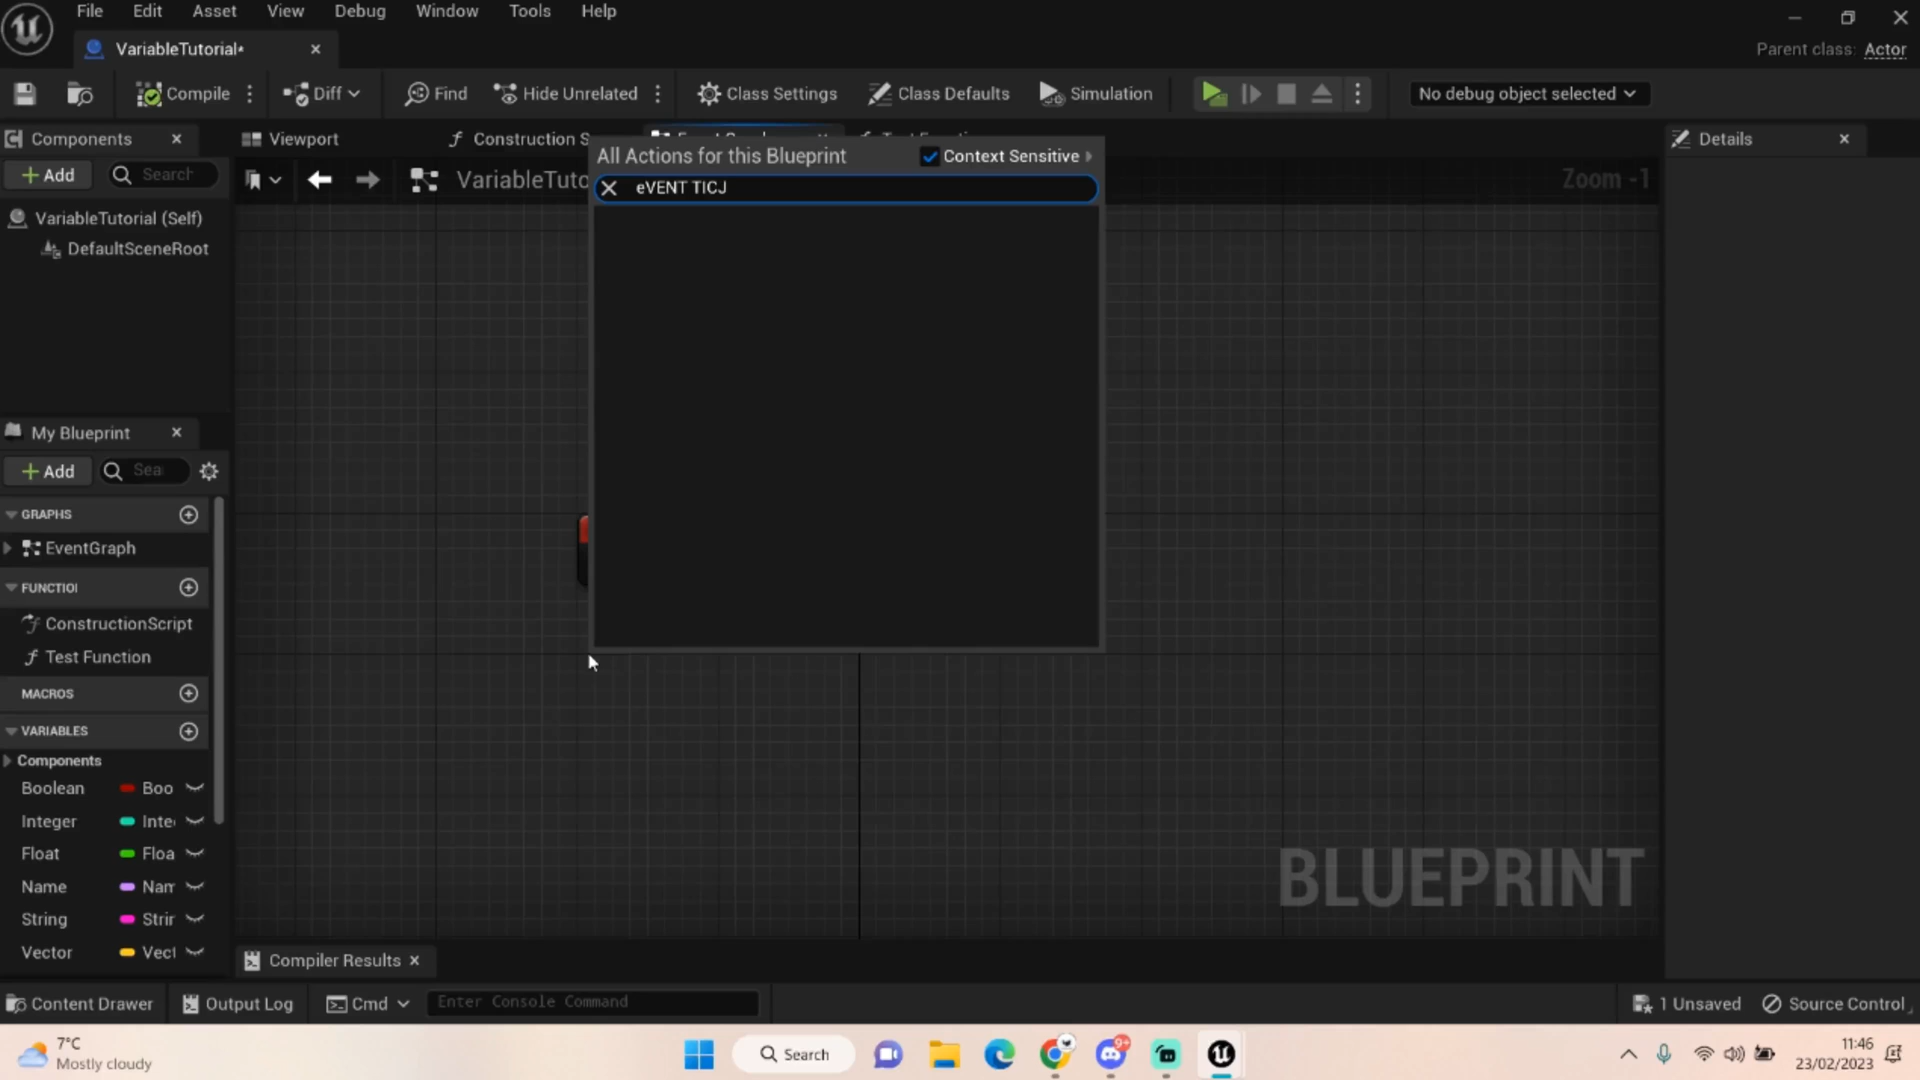 File Edit Asset View Debug Window Tools Help
VariableTutorial*
Parent class: Actor
Compile Diff Find Hide Unrelated Class Settings Class Defaults Simulation No debug object selected
Components Viewport Construction S Details
Add Search VariableTuto Zoom -1
All Actions for this Blueprint Context Sensitive
eVENT TICJ
VariableTutorial (Self)
DefaultSceneRoot
My Blueprint
Add Sea
GRAPHS
EventGraph
FUNCTIOI
ConstructionScript
Test Function
MACROS
VARIABLES
Components
Boolean Boo
Integer Inte
Float Floa
Name Nam
String Strir
Vector Vect
BLUEPRINT
Compiler Results
Content Drawer Output Log Cmd Enter Console Command 1 Unsaved Source Control
7°C
Mostly cloudy
Search
9+
11:46
23/02/2023